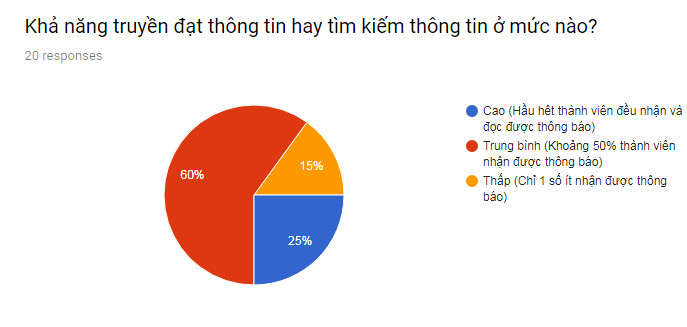 Khả năng truyền đạt thông tin hay tìm kiếm thông tin ở mức nào?
20 responses
60%
15%
25%
Cao (Hầu hết thành viên đều nhận và
đọc được thông báo)
Trung bình (Khoảng 50% thành viên
nhận được thông báo)
Thấp (Chỉ 1 số ít nhận được thông
báo)